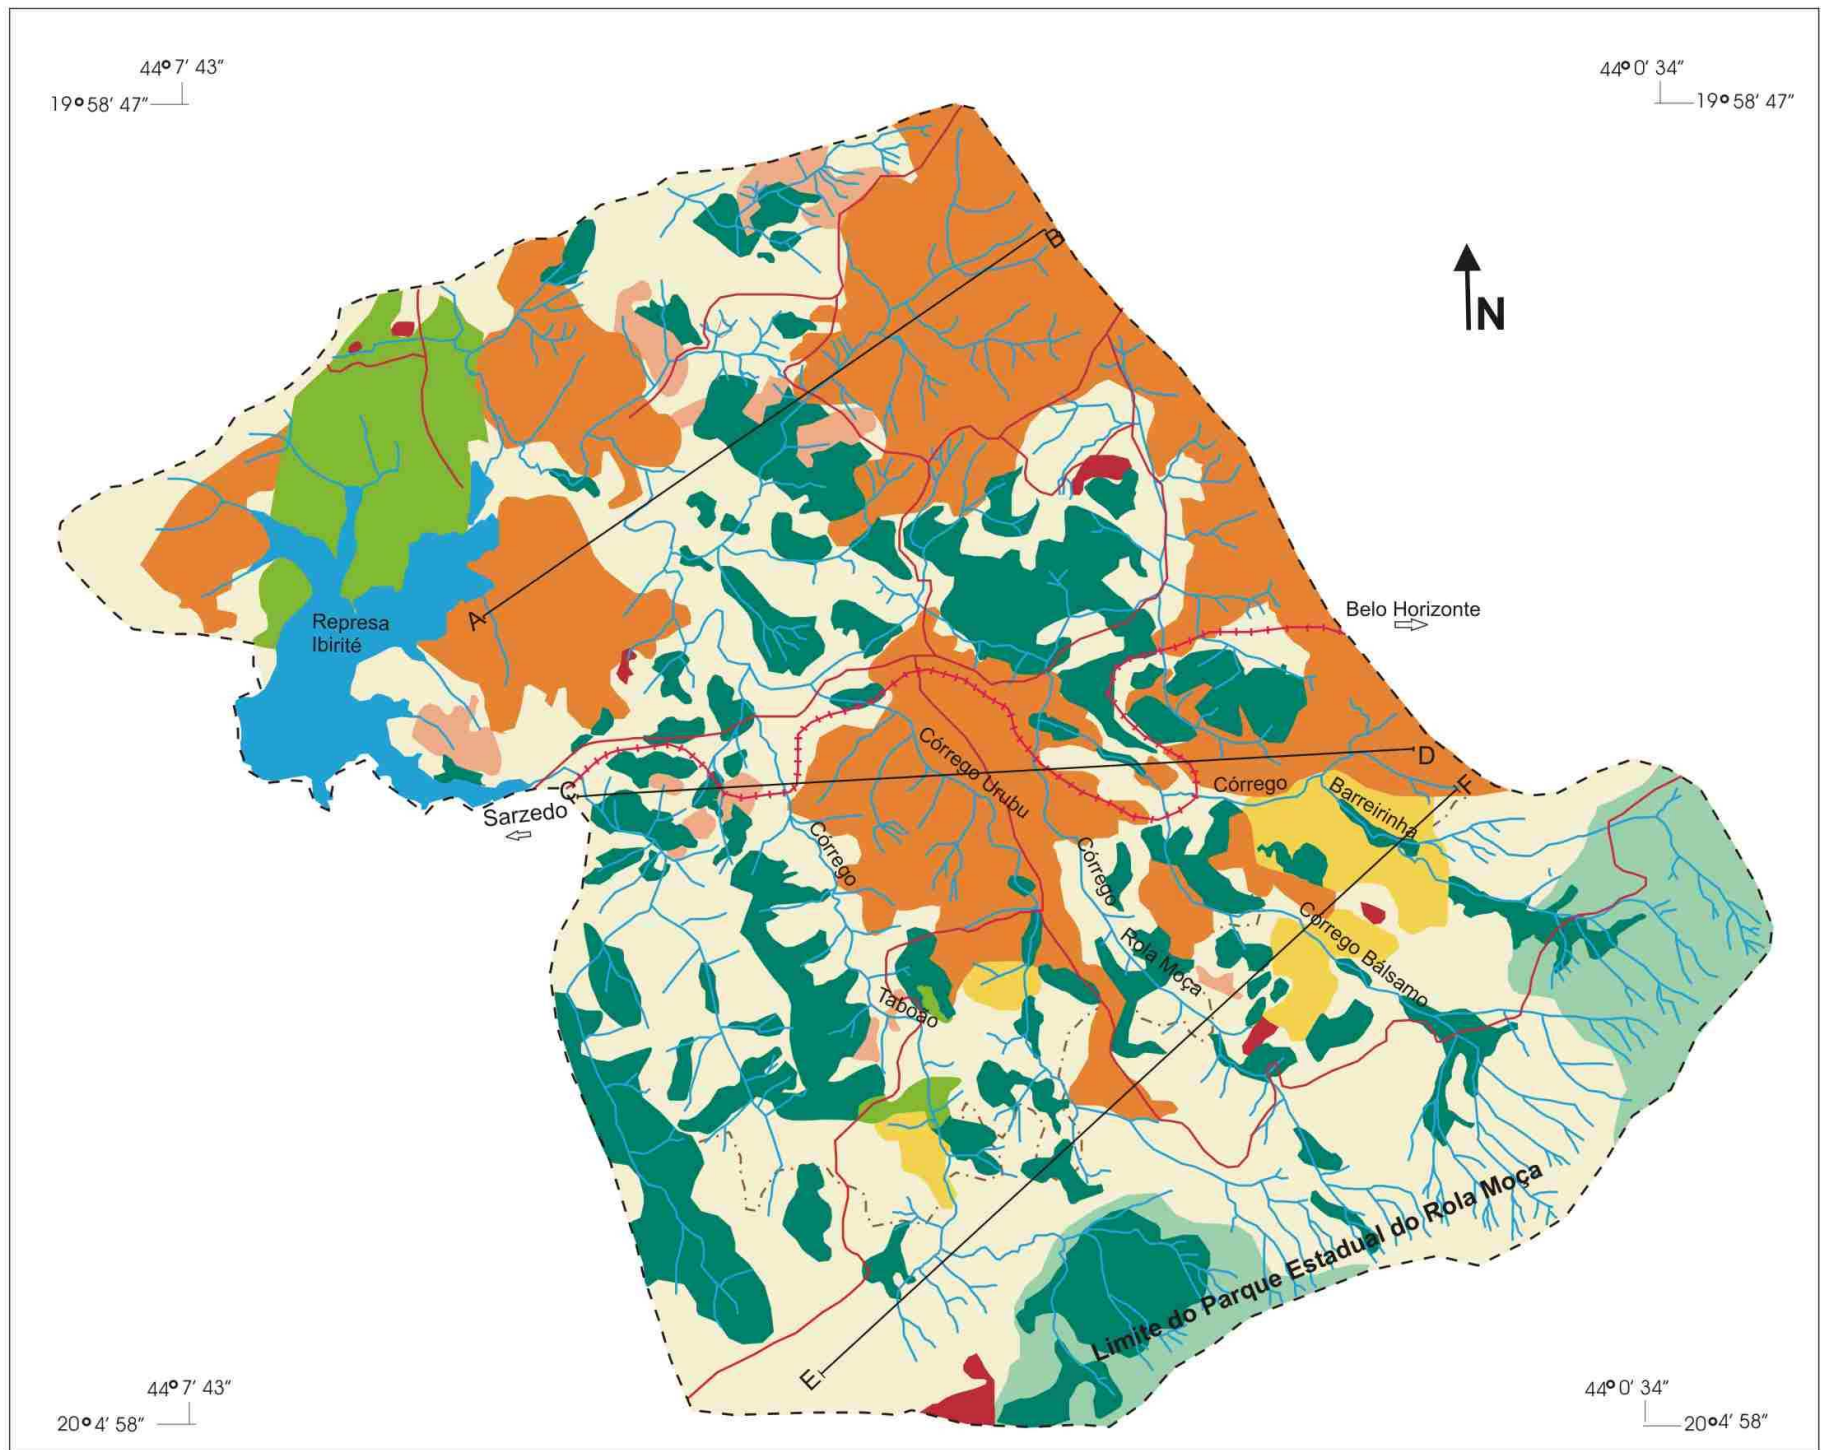 44° 7' 43"
44° 0' 34"
19° 58' 47"
19° 58' 47"
B
N
Belo Horizonte
A
Represa
Ibirité
D
C
F
Córrego Urubu
Córrego
Barreirinha
Sarzedo
Córrego
Córrego
Córrego Bálsamo
Rola Moça
Taboão
Limite do Parque Estadual do Rola Moça
E
44° 7' 43"
44° 0' 34"
20° 4' 58"
20° 4' 58"